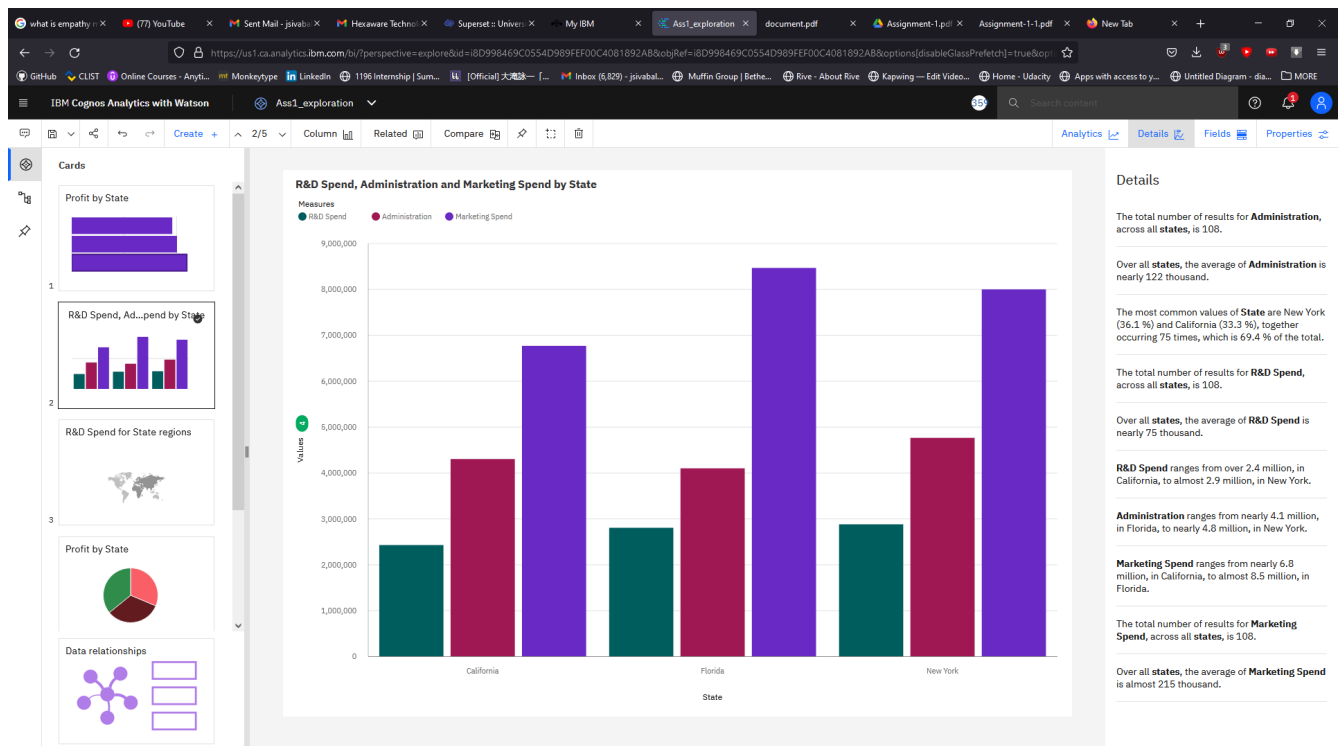 what is empathy m
(77) YouTube
Sent Mail - jsivabal
Hexaware Technol
Superset :: Univers
My IBM
Ass1_exploration
document.pdf
Assignment-1.pdf
Assignment-1-1.pdf
New Tab
https://us1.ca.analytics.ibm.com/bi/?perspective=explore&id=i8D998469C0554D989FEF00C4081892AB&objRef=i8D998469C0554D989FEF00C4081892AB&options[disableGlassPrefetch]=true&opt
GitHub
CLIST
Online Courses - Anyti...
Monkeytype
LinkedIn
1196 Internship | Sum...
Muffin Group | Bethe...
[Official]
Inbox (6,829) - jsivabal...
Rive - About Rive
Kapwing — Edit Video...
Home - Udacity
Apps with access to y...
Untitled Diagram - dia...
MORE
IBM Cognos Analytics with Watson
Ass1_exploration
359
Search content
1
Create +
2/5
Column
Related
Compare
Analytics
Details
Fields
Properties
Cards
Profit by State
1
R&D Spend, Ad...pend by State
2
R&D Spend for State regions
3
Profit by State
Data relationships
R&D Spend, Administration and Marketing Spend by State
Measures
R&D Spend
Administration
Marketing Spend
9,000,000
8,000,000
7,000,000
6,000,000
5,000,000
4,000,000
3,000,000
2,000,000
1,000,000
0
Values
California
Florida
New York
State
Details
The total number of results for Administration,
across all states, is 108.
Over all states, the average of Administration is
nearly 122 thousand.
The most common values of State are New York
(36.1 %) and California (33.3 %), together
occurring 75 times, which is 69.4 % of the total.
The total number of results for R&D Spend,
across all states, is 108.
Over all states, the average of R&D Spend is
nearly 75 thousand.
R&D Spend ranges from over 2.4 million, in
California, to almost 2.9 million, in New York.
Administration ranges from nearly 4.1 million,
in Florida, to nearly 4.8 million, in New York.
Marketing Spend ranges from nearly 6.8
million, in California, to almost 8.5 million, in
Florida.
The total number of results for Marketing
Spend, across all states, is 108.
Over all states, the average of Marketing Spend
is almost 215 thousand.